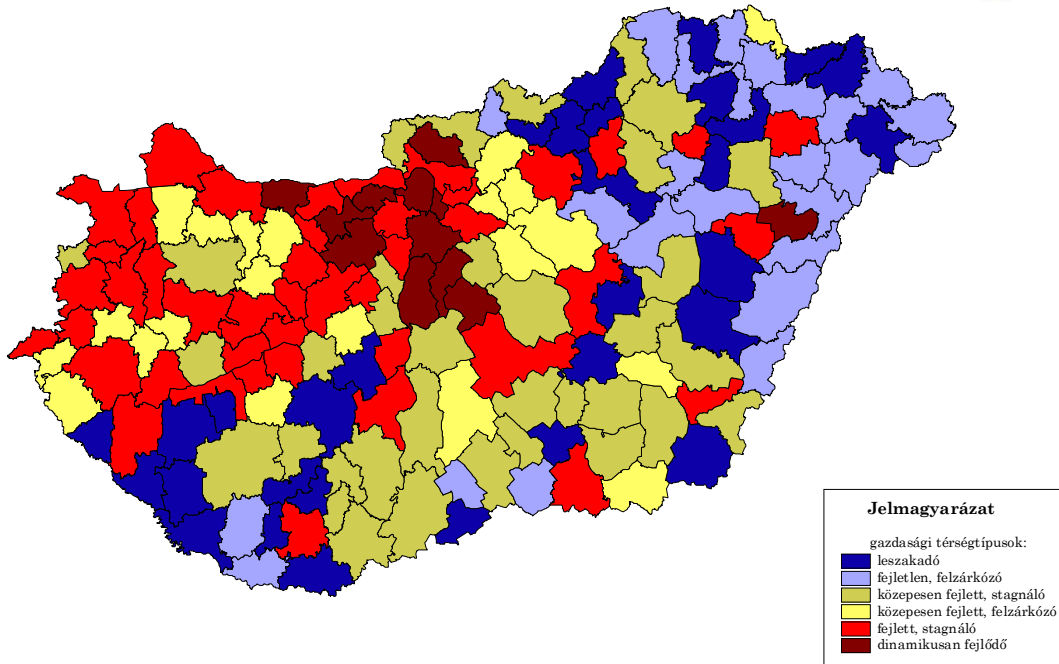 Jelmagyarázat
gazdasági térségtípusok:
leszakadó
fejletlen, felzárkózó
közepesen fejlett, stagnáló
közepesen fejlett, felzárkózó
fejlett, stagnáló
dinamikusan fejlődő